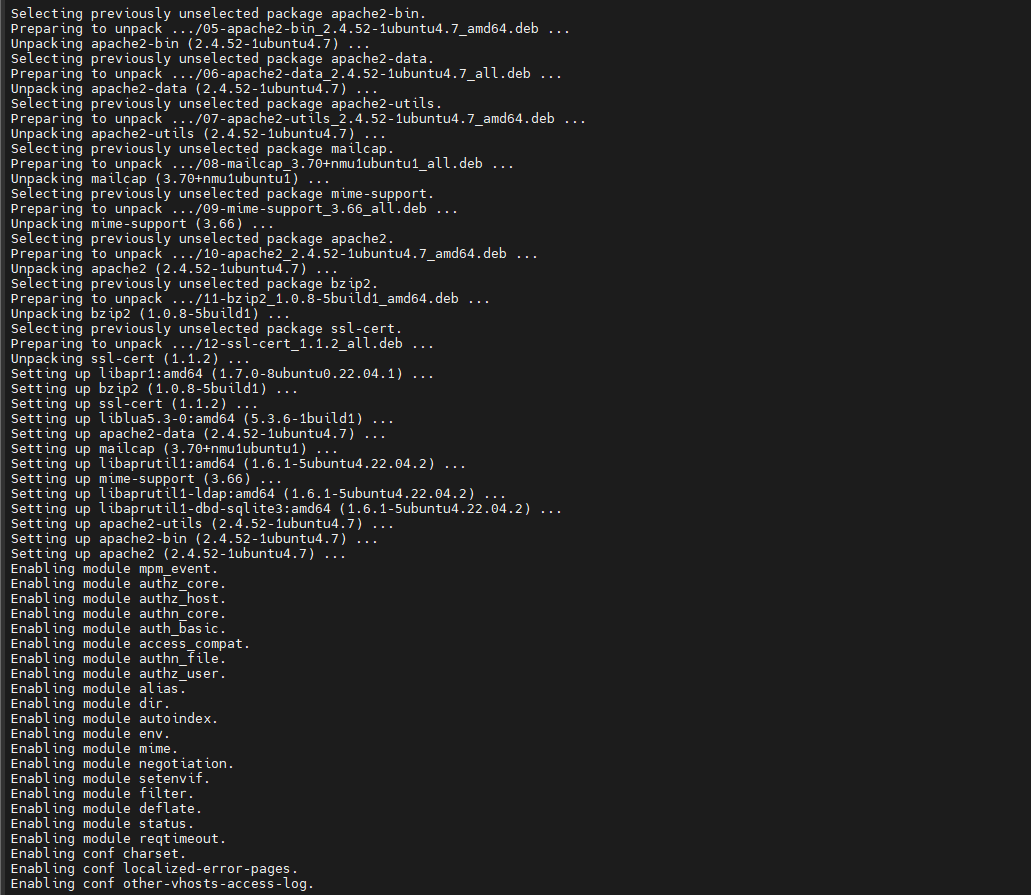 Selecting previously unselected package apache2-bin.
Preparing to unpack .../05-apache2-bin_2.4.52-1ubuntu4.7_amd64.deb ...
Unpacking apache2-bin (2.4.52-1ubuntu4.7) ...
Selecting previously unselected package apache2-data.
Preparing to unpack .../06-apache2-data_2.4.52-1ubuntu4.7_all.deb ...
Unpacking apache2-data (2.4.52-1ubuntu4.7) ...
Selecting previously unselected package apache2-utils.
Preparing to unpack .../07-apache2-utils_2.4.52-1ubuntu4.7_amd64.deb ...
Unpacking apache2-utils (2.4.52-1ubuntu4.7) ...
Selecting previously unselected package mailcap.
Preparing to unpack .../08-mailcap_3.70+nmu1ubuntu1_all.deb ...
Unpacking mailcap (3.70+nmu1ubuntu1) ...
Selecting previously unselected package mime-support.
Preparing to unpack .../09-mime-support_3.66_all.deb ...
Unpacking mime-support (3.66) ...
Selecting previously unselected package apache2.
Preparing to unpack .../10-apache2_2.4.52-1ubuntu4.7_amd64.deb ...
Unpacking apache2 (2.4.52-1ubuntu4.7) ...
Selecting previously unselected package bzip2.
Preparing to unpack .../11-bzip2_1.0.8-5build1_amd64.deb ...
Unpacking bzip2 (1.0.8-5build1) ...
Selecting previously unselected package ssl-cert.
Preparing to unpack .../12-ssl-cert_1.1.2_all.deb ...
Unpacking ssl-cert (1.1.2) ...
Setting up libapr1:amd64 (1.7.0-8ubuntu0.22.04.1) ...
Setting up bzip2 (1.0.8-5build1) ...
Setting up ssl-cert (1.1.2) ...
Setting up liblua5.3-0:amd64 (5.3.6-1build1) ...
Setting up apache2-data (2.4.52-1ubuntu4.7) ...
Setting up mailcap (3.70+nmu1ubuntu1) ...
Setting up libaprutil1:amd64 (1.6.1-5ubuntu4.22.04.2) ...
Setting up mime-support (3.66) ...
Setting up libaprutil1-ldap:amd64 (1.6.1-5ubuntu4.22.04.2) ...
Setting up libaprutil1-dbd-sqlite3:amd64 (1.6.1-5ubuntu4.22.04.2) ...
Setting up apache2-utils (2.4.52-1ubuntu4.7) ...
Setting up apache2-bin (2.4.52-1ubuntu4.7) ...
Setting up apache2 (2.4.52-1ubuntu4.7) ...
Enabling module mpm_event.
Enabling module authz_core.
Enabling module authz_host.
Enabling module authn_core.
Enabling module auth_basic.
Enabling module access_compat.
Enabling module authn_file.
Enabling module authz_user.
Enabling module alias.
Enabling module dir.
Enabling module autoindex.
Enabling module env.
Enabling module mime.
Enabling module negotiation.
Enabling module setenvif.
Enabling module filter.
Enabling module deflate.
Enabling module status.
Enabling module reqtimeout.
Enabling conf charset.
Enabling conf localized-error-pages.
Enabling conf other-vhosts-access-log.